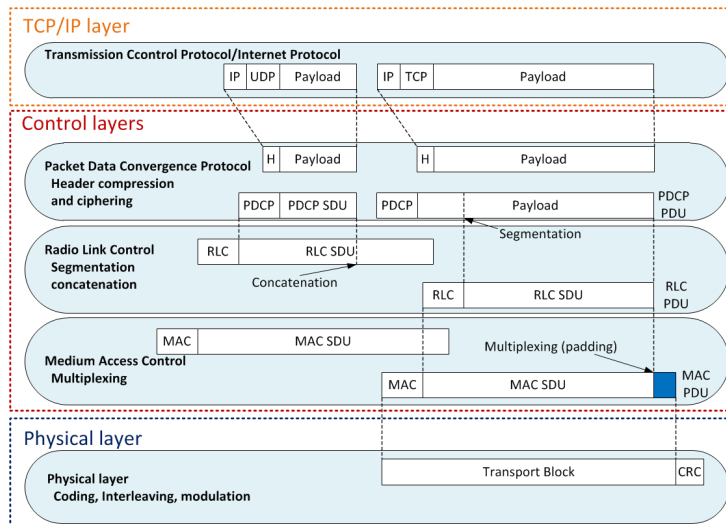 TCP/IP layer
Transmission Ccontrol Protocol/Internet Protocol
IP UDP Payload IP TCP Payload
Control layers
Packet Data Convergence Protocol
Header compression
and ciphering
H Payload H Payload
PDCP PDCP SDU PDCP Payload PDCP
PDU
Segmentation
Radio Link Control
Segmentation
concatenation
RLC RLC SDU
Concatenation
RLC RLC SDU RLC
PDU
MAC MAC SDU
Medium Access Control
Multiplexing
Multiplexing (padding)
MAC MAC SDU MAC
PDU
Physical layer
Physical layer
Coding, Interleaving, modulation
Transport Block CRC